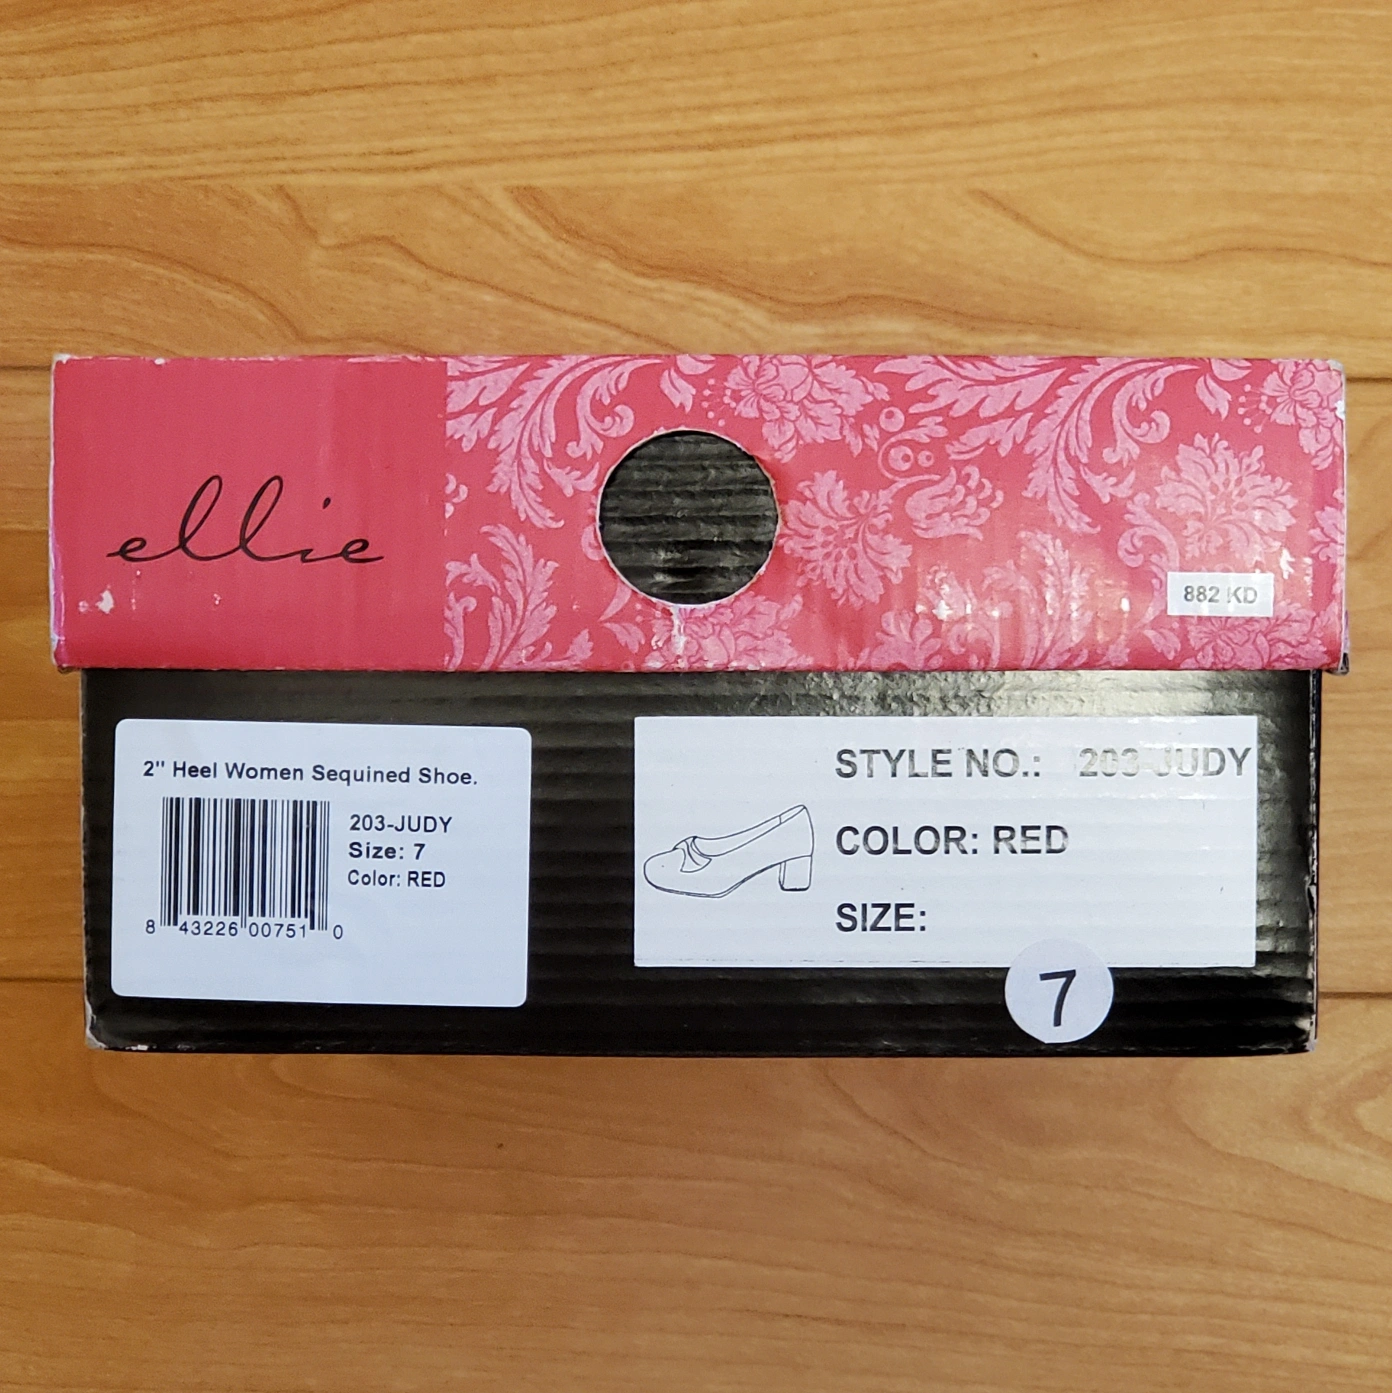 ellie
882 KD
2" Heel Women Sequined Shoe.
203-JUDY
Size: 7
Color: RED
8 43226 00751 0
STYLE NO.: 203-JUDY
COLOR: RED
SIZE:
7